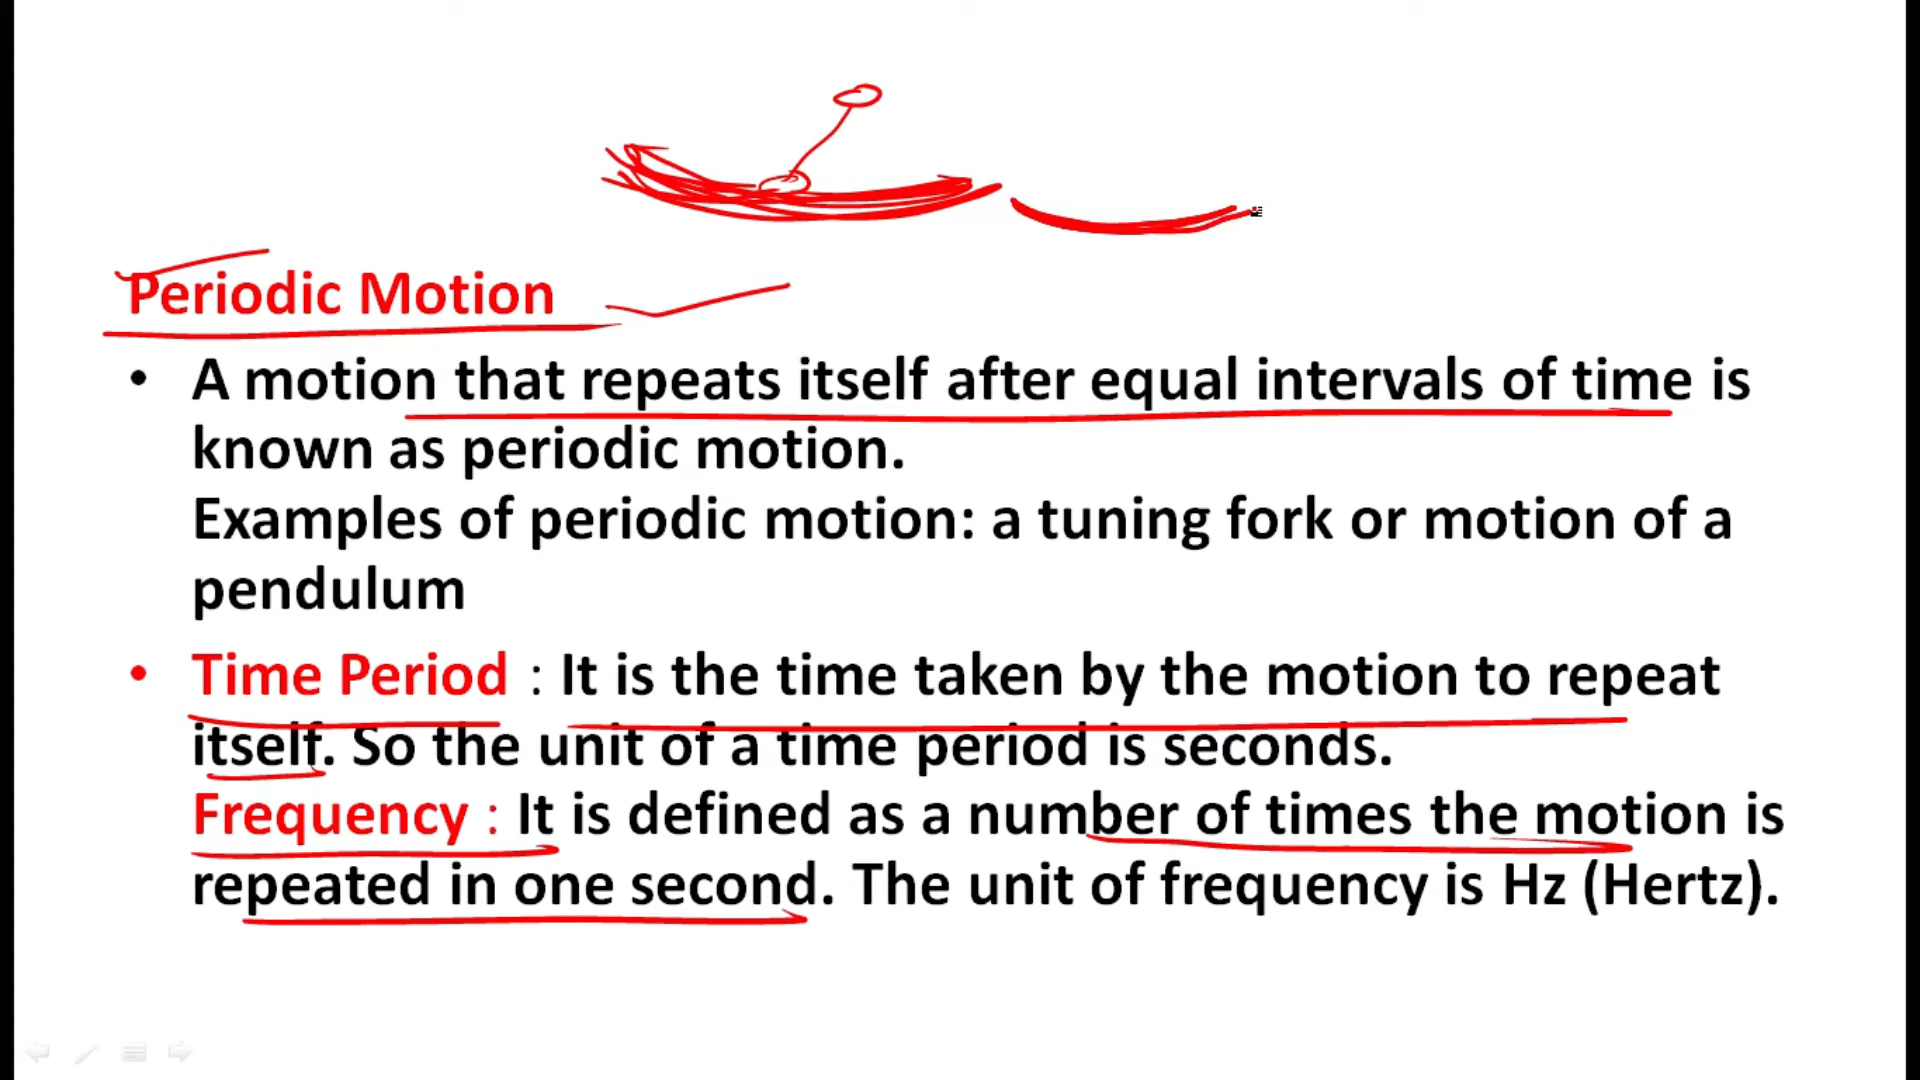 Periodic Motion
• A motion that repeats itself after equal intervals of time is
known as periodic motion.
Examples of periodic motion: a tuning fork or motion of a
pendulum
• Time Period : It is the time taken by the motion to repeat
itself. So the unit of a time period is seconds.
Frequency : It is defined as a number of times the motion is
repeated in one second. The unit of frequency is Hz (Hertz).